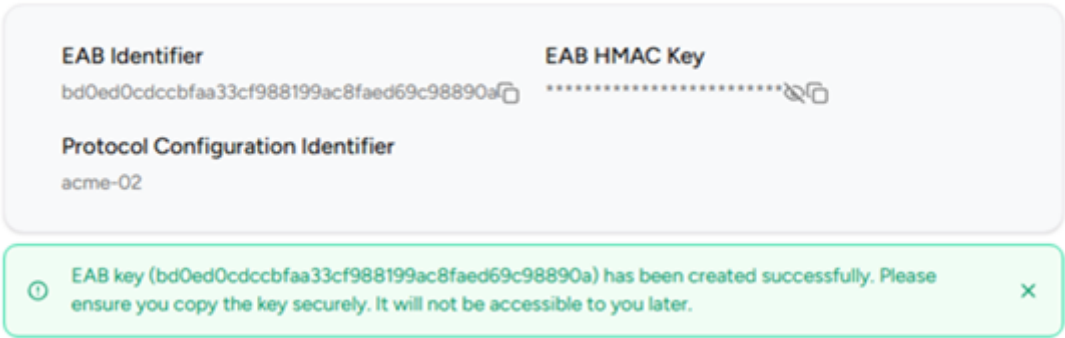 EAB Identifier
EAB HMAC Key
bd0ed0cdccbfaa33cf988199ac8faed69c98890a
*************************
Protocol Configuration Identifier
acme-02
EAB key (bd0ed0cdccbfaa33cf988199ac8faed69c98890a) has been created successfully. Please
ensure you copy the key securely. It will not be accessible to you later.